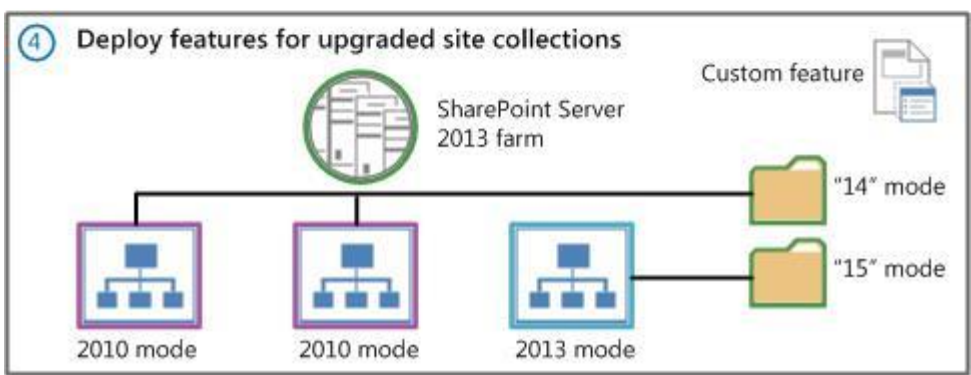 4 Deploy features for upgraded site collections
Custom feature
SharePoint Server
2013 farm
"14" mode
"15" mode
2010 mode
2010 mode
2013 mode